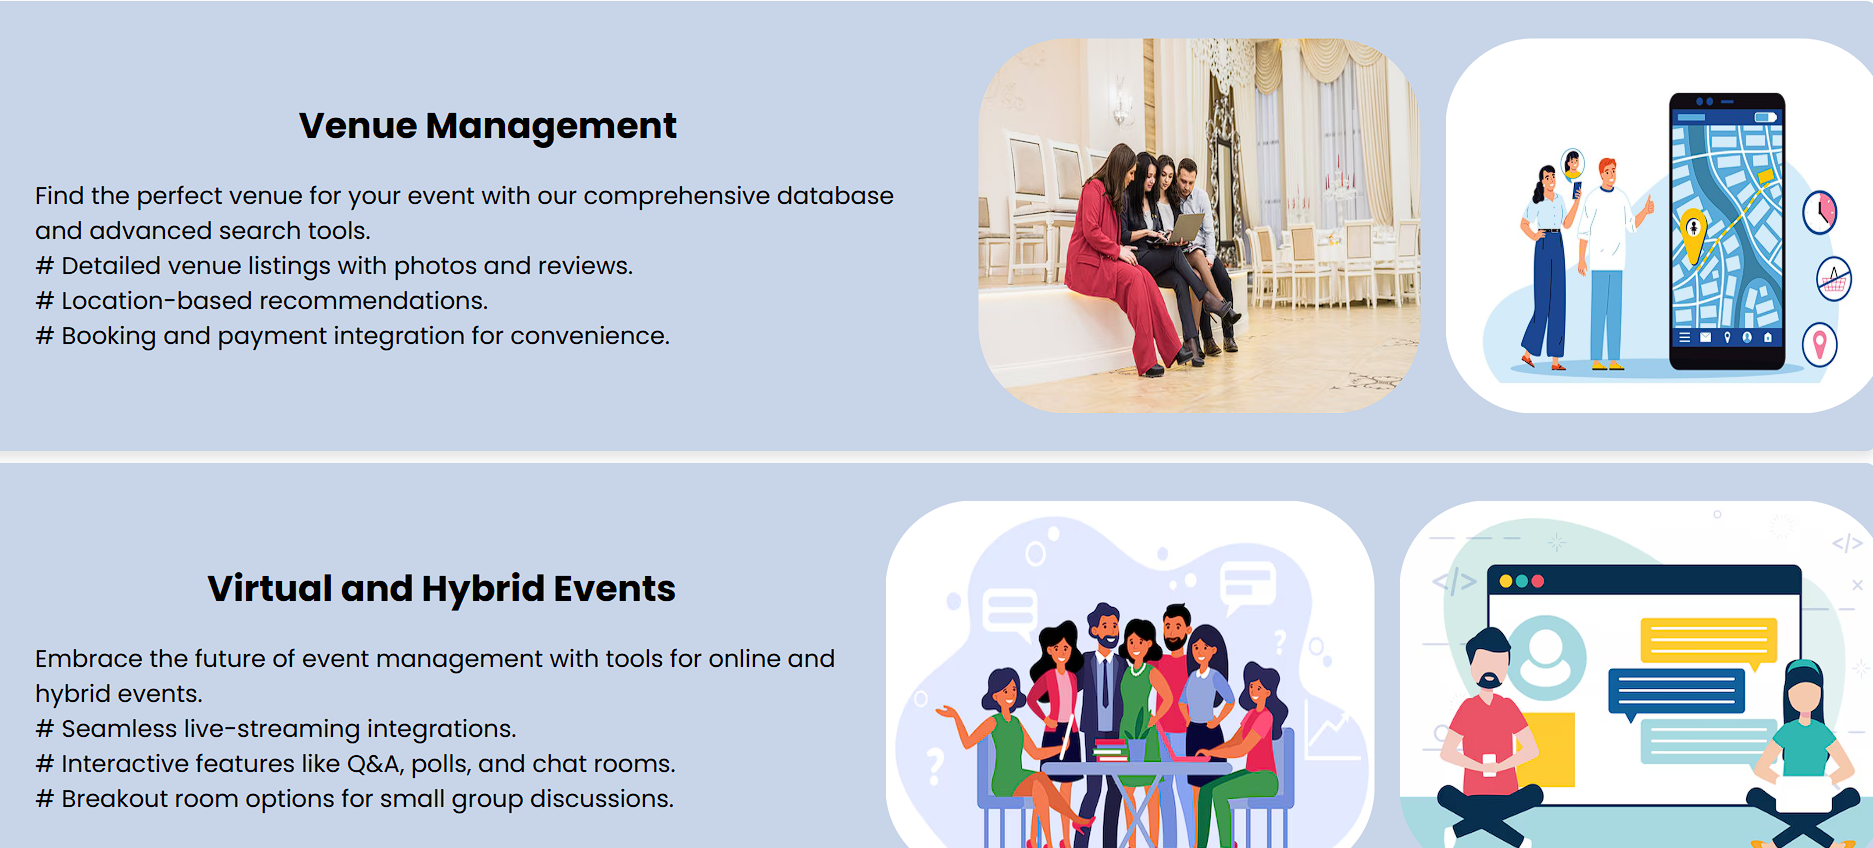 Venue Management
Find the perfect venue for your event with our comprehensive database
and advanced search tools.
# Detailed venue listings with photos and reviews.
# Location-based recommendations.
# Booking and payment integration for convenience.
Virtual and Hybrid Events
Embrace the future of event management with tools for online and
hybrid events.
# Seamless live-streaming integrations.
# Interactive features like Q&A, polls, and chat rooms.
# Breakout room options for small group discussions.